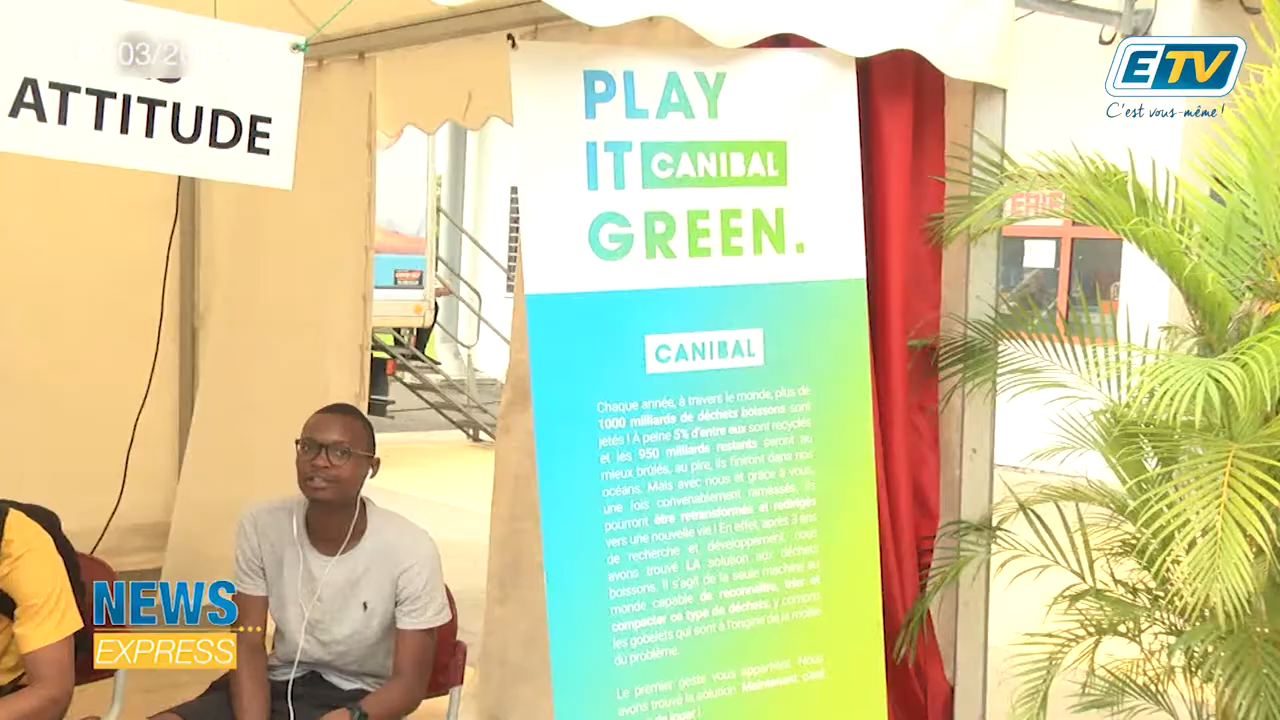 03/20
ATTITUDE
ETV
C'est vous-même !
PLAY
IT CANIBAL
GREEN.
CANIBAL
Chaque année, à travers le monde, plus de
1000 milliards de déchets boissons sont
jetés ! A peine 5% d'entre eux sont recyclés
et les 950 milliards restants seront au
mieux brûlés, au pire, ils finiront dans nos
océans. Mais avec nous et grâce à vous,
une fois convenablement ramassés, ils
pourront être retransformés et redirigés
vers une nouvelle vie ! En effet, après 3 ans
de recherche et développement, nous
avons trouvé LA solution aux déchets
boissons. Il s'agit de la seule machine au
monde capable de reconnaître, trier et
compacter ce type de déchets, y compris
les gobelets qui sont à l'origine de la moitié
du problème.
Le premier geste vous appartient. Nous
avons trouvé la solution. Maintenant, c'est
de jouer !
NEWS
EXPRESS